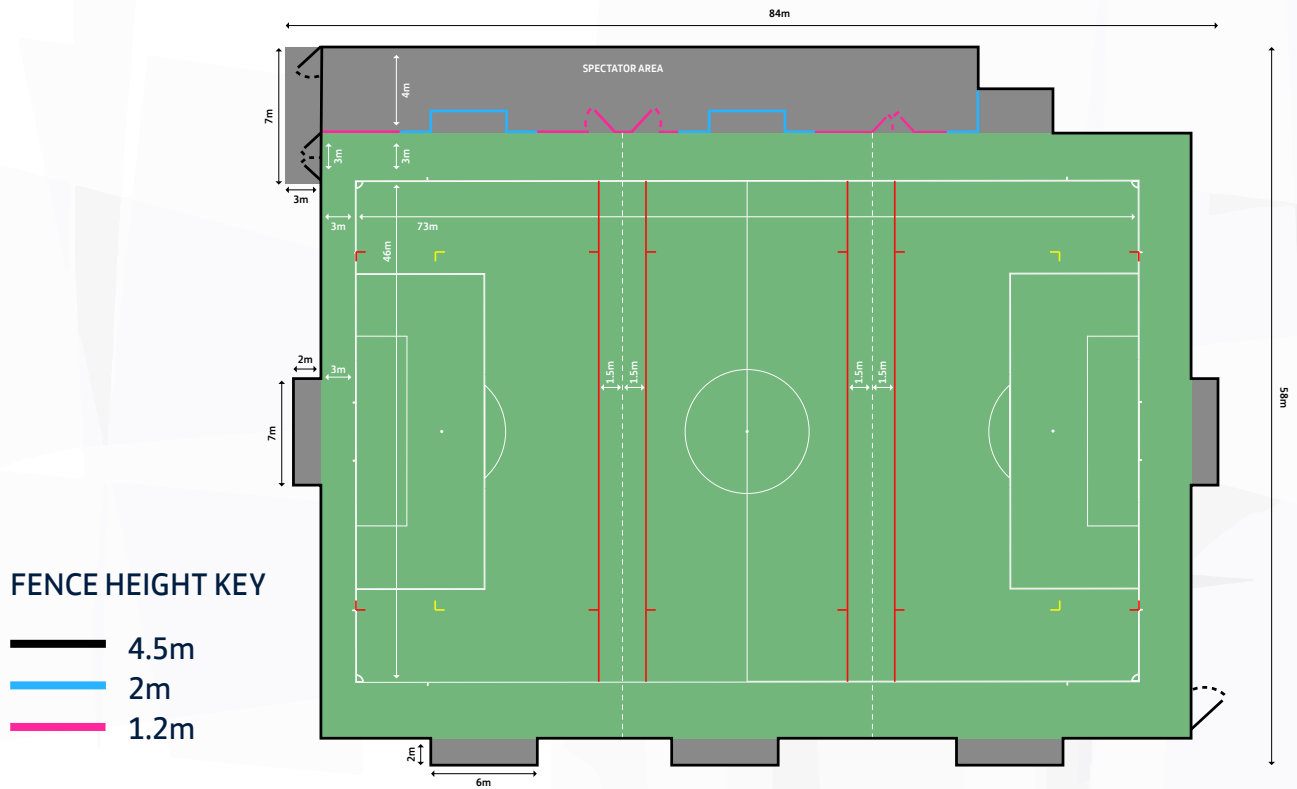 84m
SPECTATOR AREA
4m
7m
3m
3m
3m
3m
73m
46m
2m
3m
1.5m
1.5m
1.5m
1.5m
58m
7m
FENCE HEIGHT KEY
4.5m
2m
1.2m
2m
6m